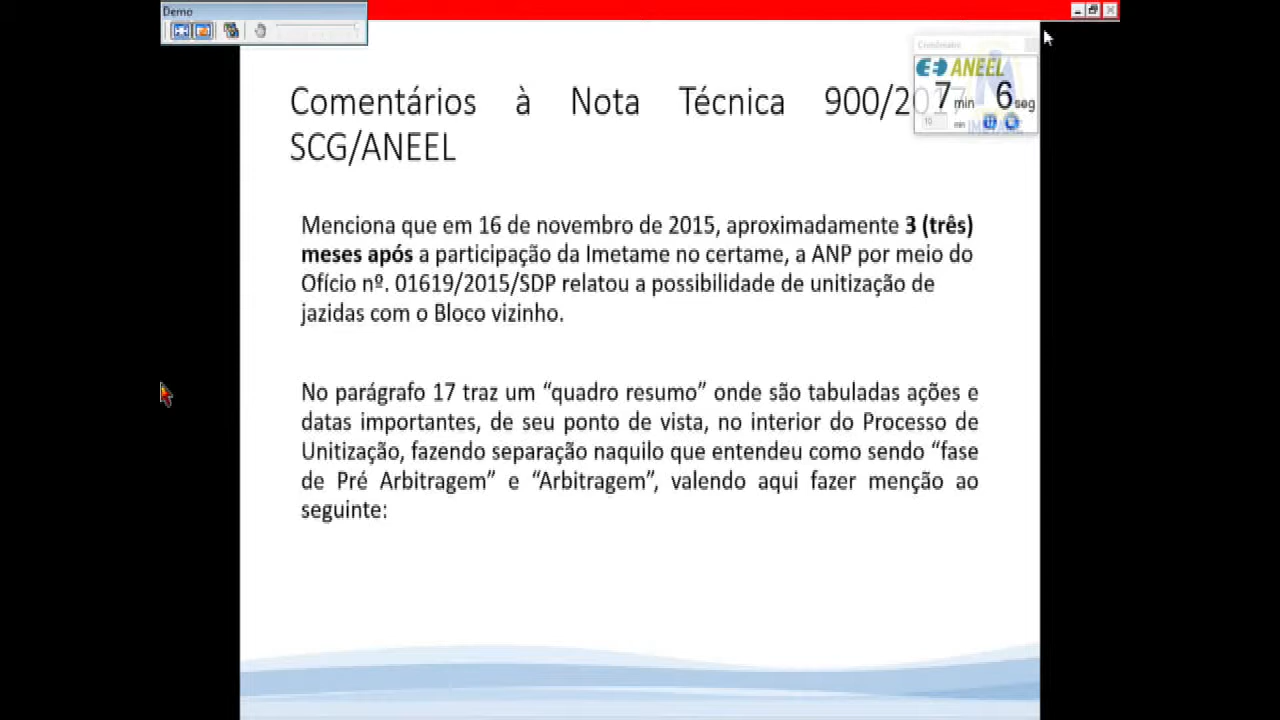 Demo
Cronômetro
ANEEL
7 min 6 seg
10 min
Comentários à Nota Técnica 900/2017
SCG/ANEEL
Menciona que em 16 de novembro de 2015, aproximadamente 3 (três)
meses após a participação da Imetame no certame, a ANP por meio do
Ofício nº. 01619/2015/SDP relatou a possibilidade de unitização de
jazidas com o Bloco vizinho.
No parágrafo 17 traz um “quadro resumo” onde são tabuladas ações e
datas importantes, de seu ponto de vista, no interior do Processo de
Unitização, fazendo separação naquilo que entendeu como sendo “fase
de Pré Arbitragem” e “Arbitragem”, valendo aqui fazer menção ao
seguinte: